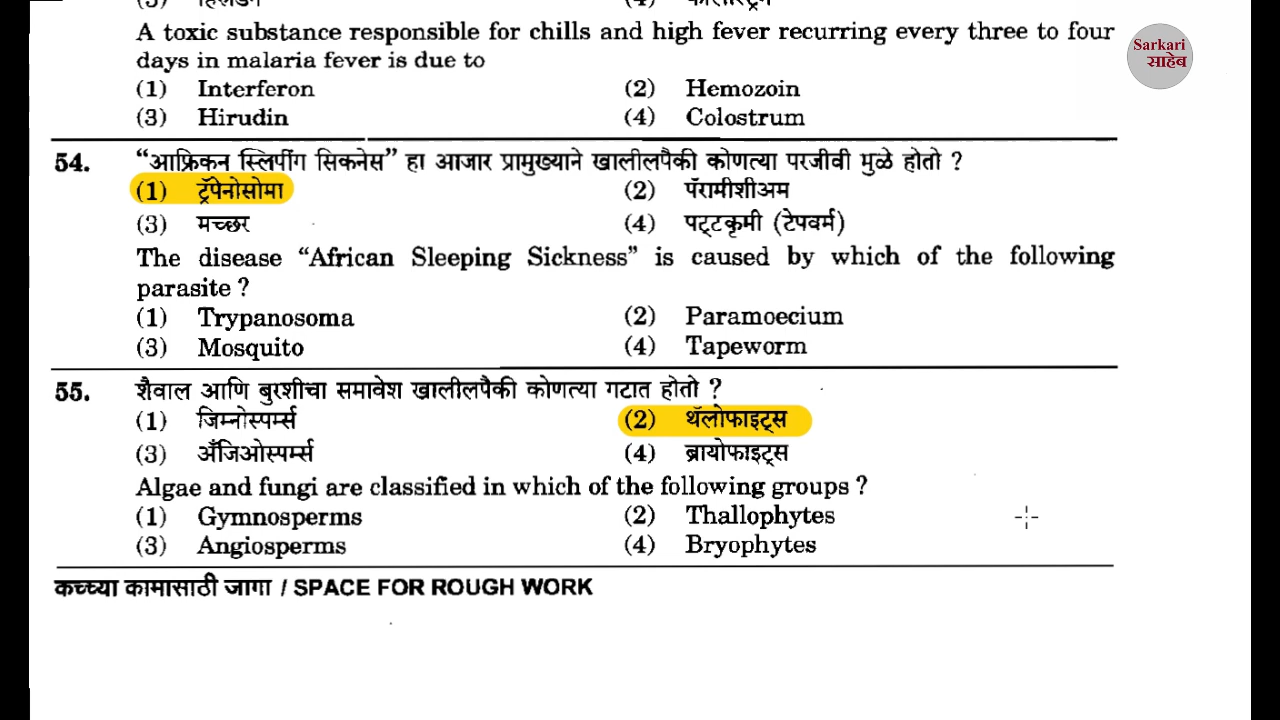 A toxic substance responsible for chills and high fever recurring every three to four
days in malaria fever is due to
(1) Interferon (2) Hemozoin
(3) Hirudin (4) Colostrum
54. “आफ्रिकन स्लिपींग सिकनेस” हा आजार प्रामुख्याने खालीलपैकी कोणत्या परजीवी मुळे होतो ?
(1) ट्रॅपेनोसोमा (2) पॅरामीशीअम
(3) मच्छर (4) पट्टकृमी (टेपवर्म)
The disease “African Sleeping Sickness” is caused by which of the following
parasite ?
(1) Trypanosoma (2) Paramoecium
(3) Mosquito (4) Tapeworm
55. शैवाल आणि बुरशीचा समावेश खालीलपैकी कोणत्या गटात होतो ?
(1) जिम्नोस्पर्म्स (2) थॅलोफाइट्स
(3) अँजिओस्पर्म्स (4) ब्रायोफाइट्स
Algae and fungi are classified in which of the following groups ?
(1) Gymnosperms (2) Thallophytes
(3) Angiosperms (4) Bryophytes
कच्च्या कामासाठी जागा / SPACE FOR ROUGH WORK
Sarkari
साहेब